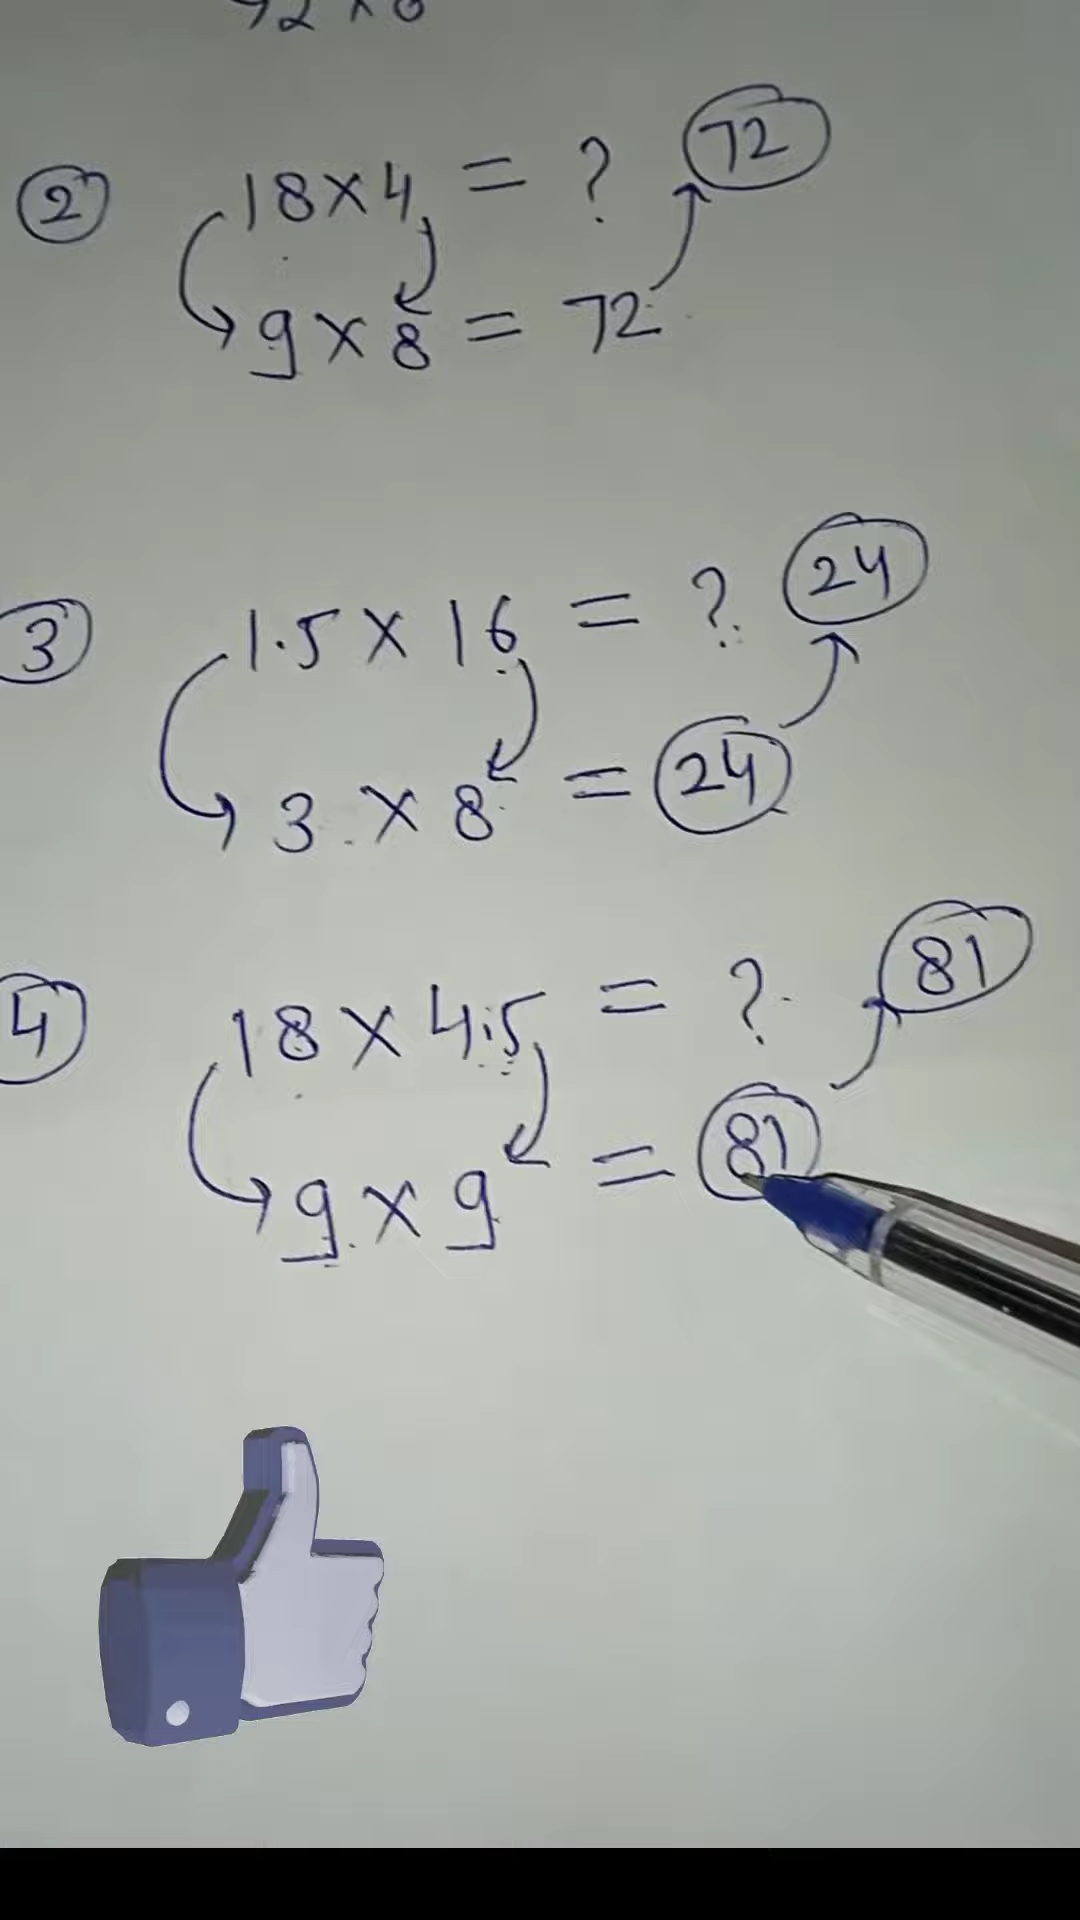 ② 18 × 4 = ? 72
9 × 8 = 72
③ 1.5 × 16 = ? 24
3 × 8 = 24
④ 18 × 4.5 = ? 81
9 × 9 = 81